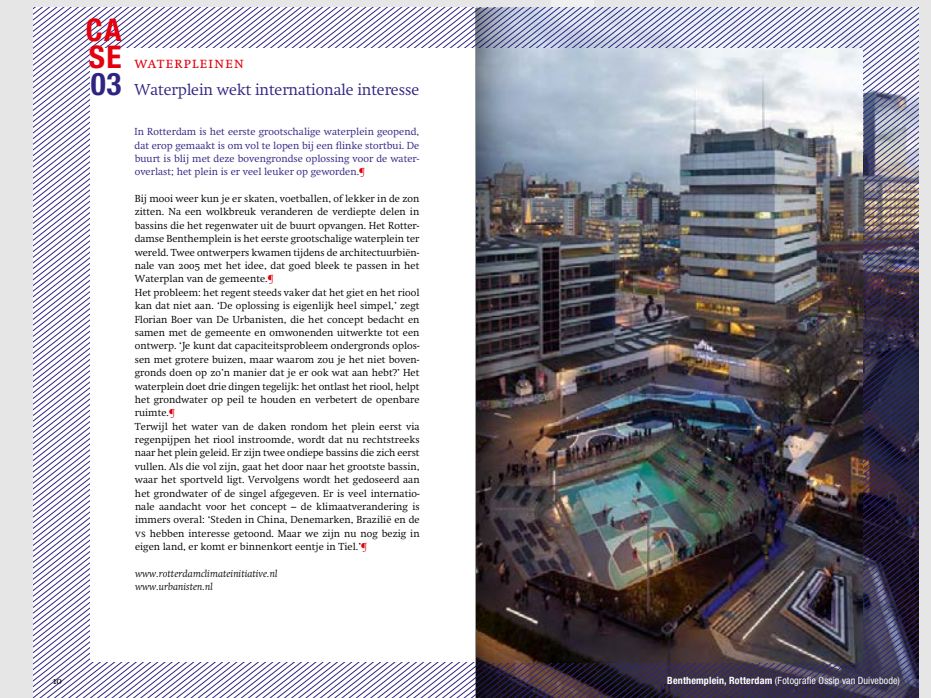 CA
SE
03
WATERPLEINEN
Waterplein wekt internationale interesse
In Rotterdam is het eerste grootschalige waterplein geopend,
dat erop gemaakt is om vol te lopen bij een flinke stortbui. De
buurt is blij met deze bovengrondse oplossing voor de water-
overlast; het plein is er veel leuker op geworden.¶
Bij mooi weer kun je er skaten, voetballen, of lekker in de zon
zitten. Na een wolkbreuk veranderen de verdiepte delen in
bassins die het regenwater uit de buurt opvangen. Het Rotter-
damse Benthemplein is het eerste grootschalige waterplein ter
wereld. Twee ontwerpers kwamen tijdens de architectuurbiën-
nale van 2005 met het idee, dat goed bleek te passen in het
Waterplan van de gemeente.¶
Het probleem: het regent steeds vaker dat het giet en het riool
kan dat niet aan. ‘De oplossing is eigenlijk heel simpel,’ zegt
Florian Boer van De Urbanisten, die het concept bedacht en
samen met de gemeente en omwonenden uitwerkte tot een
ontwerp. ‘Je kunt dat capaciteitsprobleem ondergronds oplos-
sen met grotere buizen, maar waarom zou je het niet boven-
gronds doen op zo’n manier dat je er ook wat aan hebt?’ Het
waterplein doet drie dingen tegelijk: het ontlast het riool, helpt
het grondwater op peil te houden en verbetert de openbare
ruimte.¶
Terwijl het water van de daken rondom het plein eerst via
regenpijpen het riool instroomde, wordt dat nu rechtstreeks
naar het plein geleid. Er zijn twee ondiepe bassins die zich eerst
vullen. Als die vol zijn, gaat het door naar het grootste bassin,
waar het sportveld ligt. Vervolgens wordt het gedoseerd aan
het grondwater of de singel afgegeven. Er is veel internatio-
nale aandacht voor het concept – de klimaatverandering is
immers overal: ‘Steden in China, Denemarken, Brazilië en de
VS hebben interesse getoond. Maar we zijn nu nog bezig in
eigen land, er komt er binnenkort eentje in Tiel.’¶
www.rotterdamclimateinitiative.nl
www.urbanisten.nl
10
Benthemplein, Rotterdam (Fotografie Ossip van Duivebode)